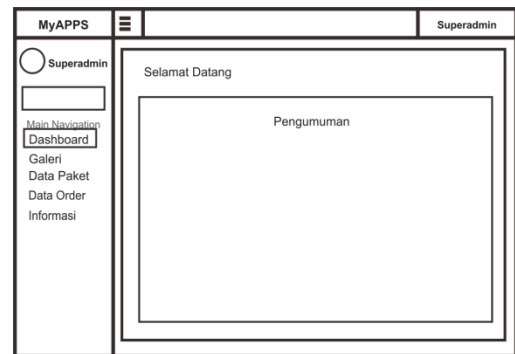 MyAPPS
Superadmin
Superadmin
Main Navigation
Dashboard
Galeri
Data Paket
Data Order
Informasi
Selamat Datang
Pengumuman